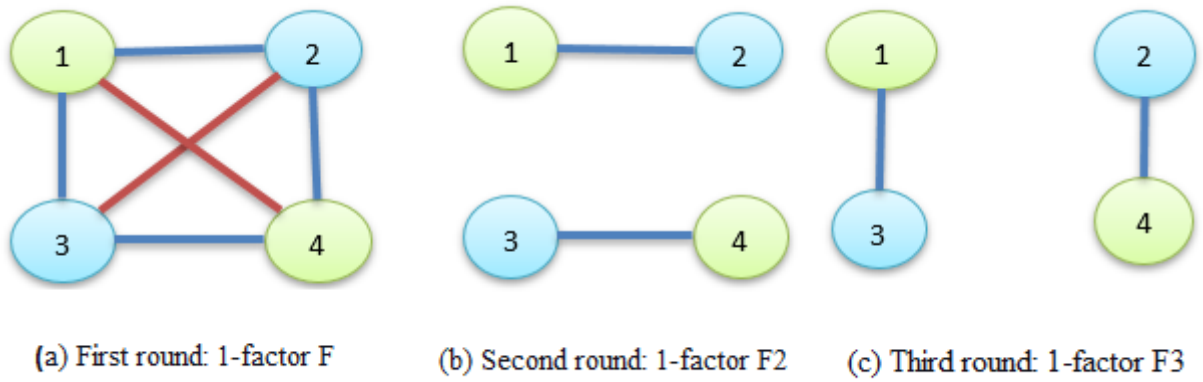 1 2 1 2 1 2
3 4 3 4 3 4
(a) First round: 1-factor F (b) Second round: 1-factor F2 (c) Third round: 1-factor F3